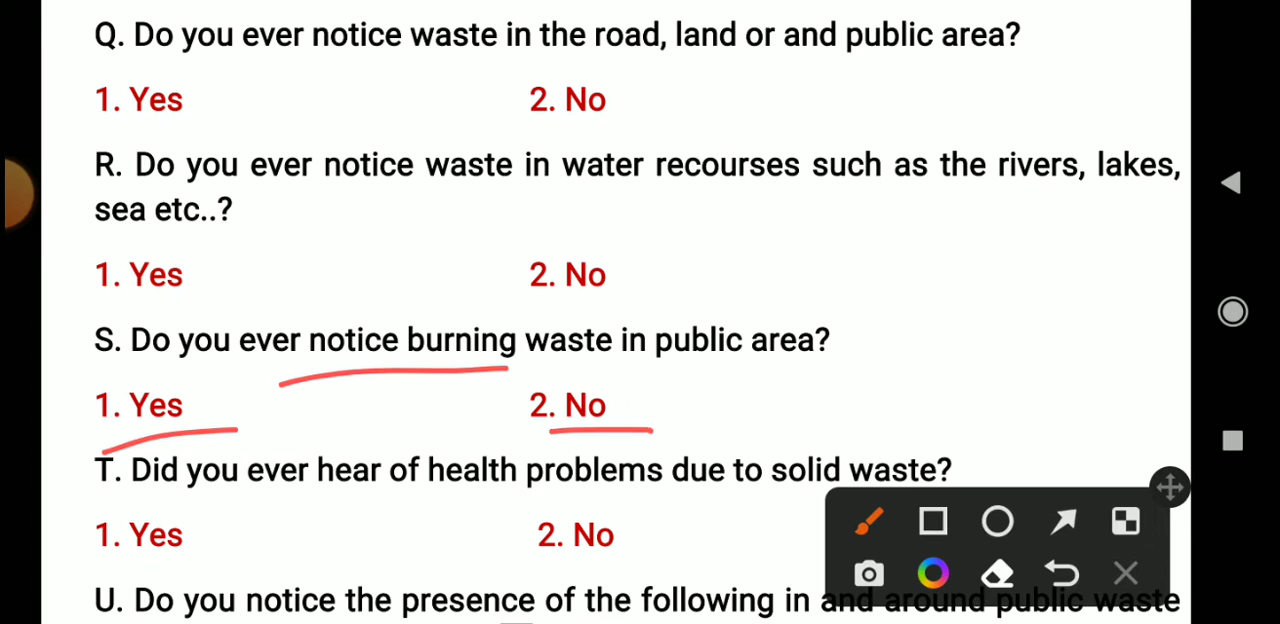 Q. Do you ever notice waste in the road, land or and public area?
1. Yes 2. No
R. Do you ever notice waste in water recourses such as the rivers, lakes,
sea etc..?
1. Yes 2. No
S. Do you ever notice burning waste in public area?
1. Yes 2. No
T. Did you ever hear of health problems due to solid waste?
1. Yes 2. No
U. Do you notice the presence of the following in and around public waste